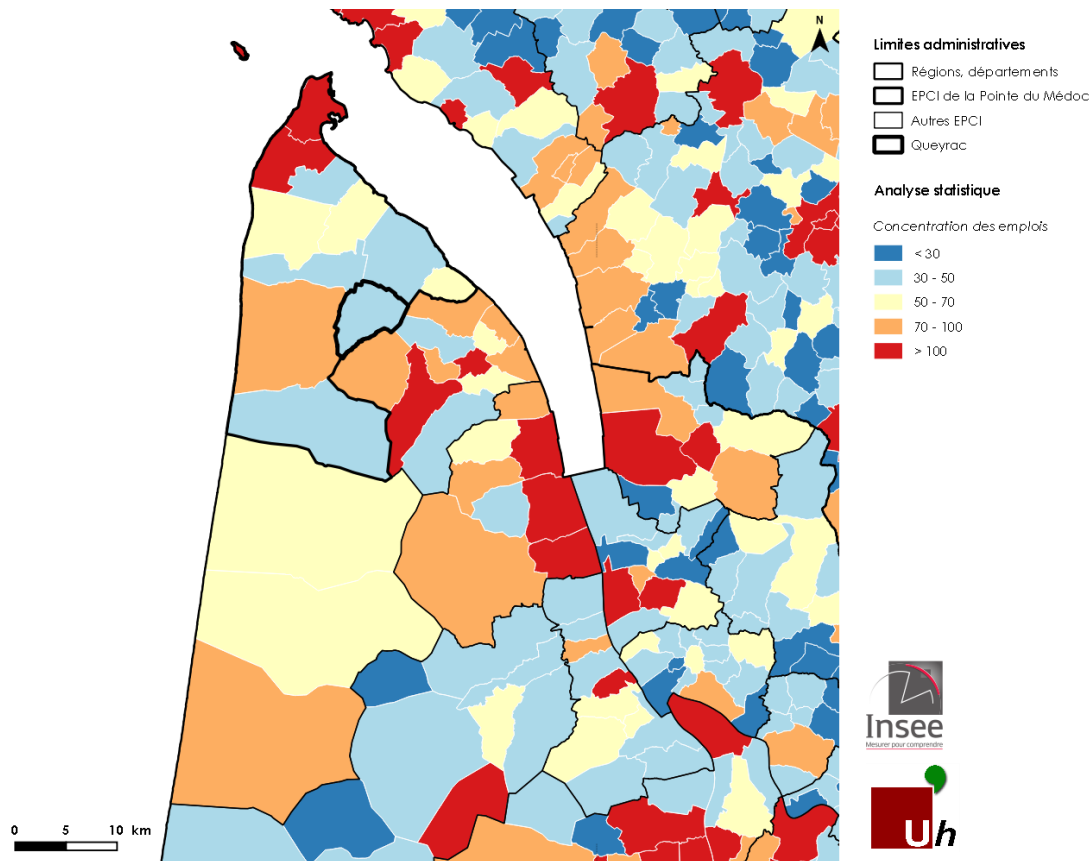 N
Limites administratives
Régions, départements
EPCI de la Pointe du Médoc
Autres EPCI
Queyrac
Analyse statistique
Concentration des emplois
< 30
30 - 50
50 - 70
70 - 100
> 100
Insee
Mesurer pour comprendre
Uh
0 5 10 km